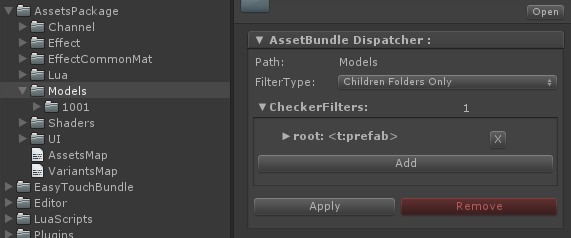 AssetsPackage
Channel
Effect
EffectCommonMat
Lua
Models
1001
Shaders
UI
AssetsMap
VariantsMap
EasyTouchBundle
Editor
LuaScripts
Plugins
Open
AssetBundle Dispatcher :
Path: Models
FilterType: Children Folders Only
CheckerFilters: 1
root: <t:prefab> X
Add
Apply Remove